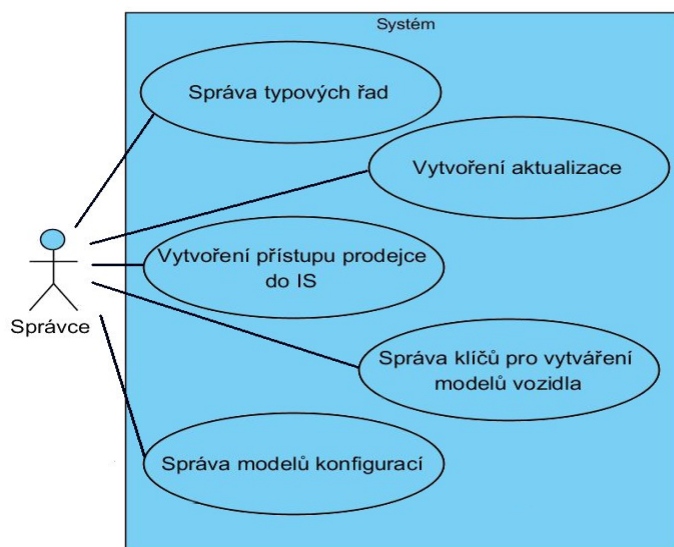 Systém
Správa typových řad
Vytvoření aktualizace
Vytvoření přístupu prodejce
do IS
Správce
Správa klíčů pro vytváření
modelů vozidla
Správa modelů konfigurací